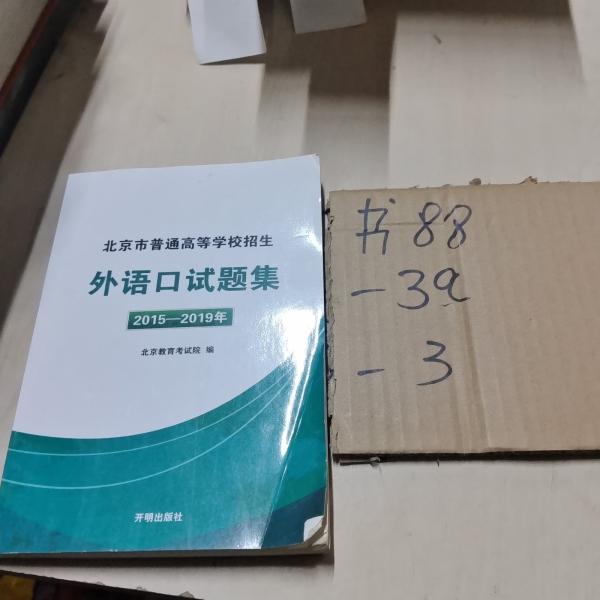 北京市普通高等学校招生
外语口试题集
2015—2019年
北京教育考试院 编
开明出版社
书 88
-39
-3